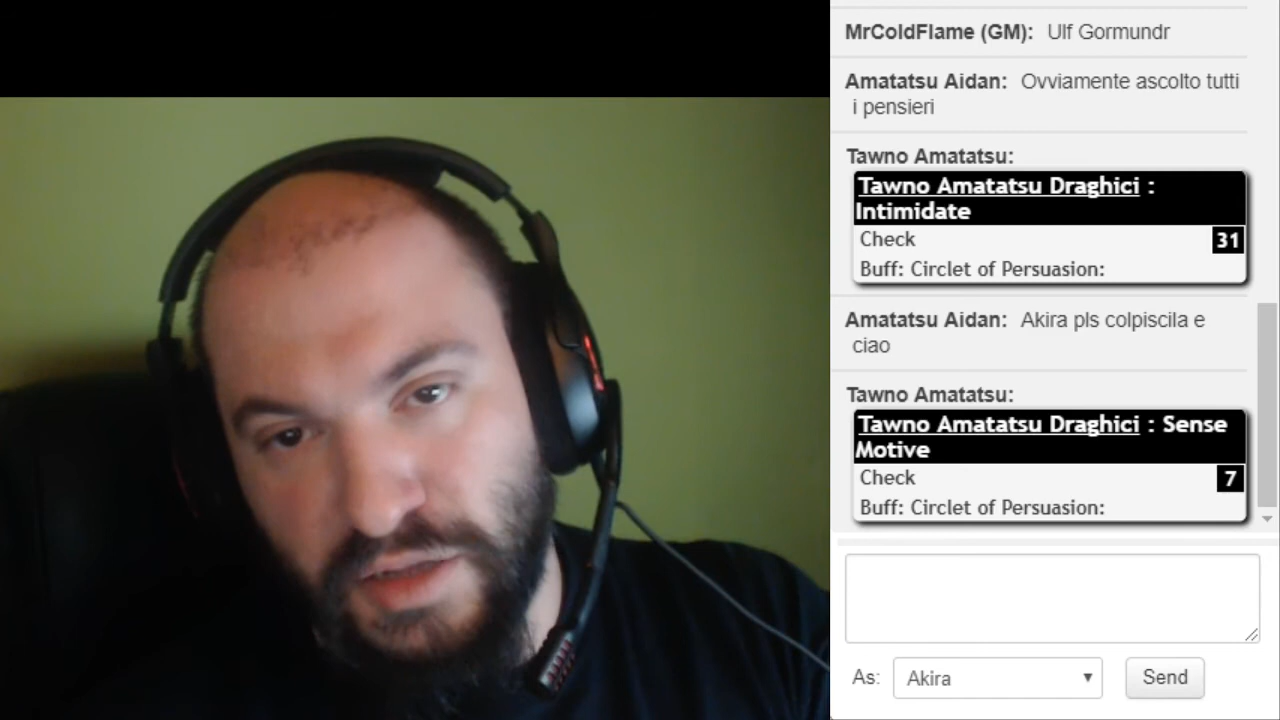 MrColdFlame (GM): Ulf Gormundr
Amatatsu Aidan: Ovviamente ascolto tutti
i pensieri
Tawno Amatatsu:
Tawno Amatatsu Draghici :
Intimidate
Check 31
Buff: Circlet of Persuasion:
Amatatsu Aidan: Akira pls colpiscila e
ciao
Tawno Amatatsu:
Tawno Amatatsu Draghici : Sense
Motive
Check 7
Buff: Circlet of Persuasion:
As: Akira Send